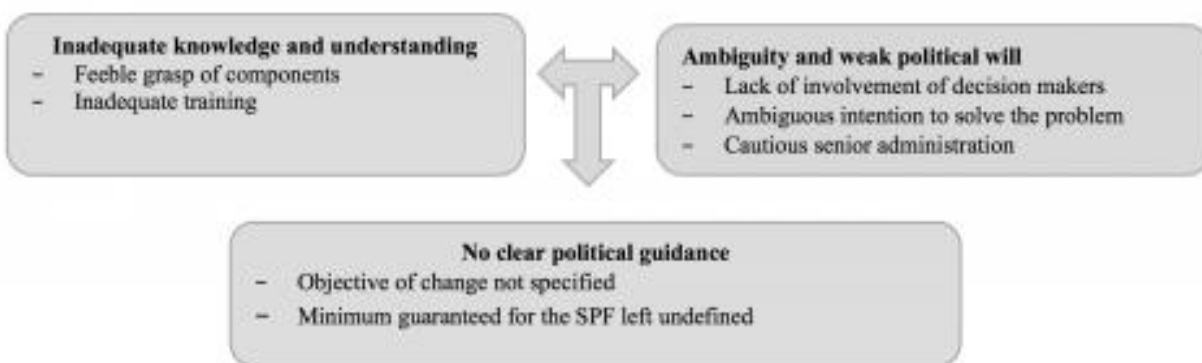 Inadequate knowledge and understanding
- Feeble grasp of components
- Inadequate training
Ambiguity and weak political will
- Lack of involvement of decision makers
- Ambiguous intention to solve the problem
- Cautious senior administration
No clear political guidance
- Objective of change not specified
- Minimum guaranteed for the SPF left undefined